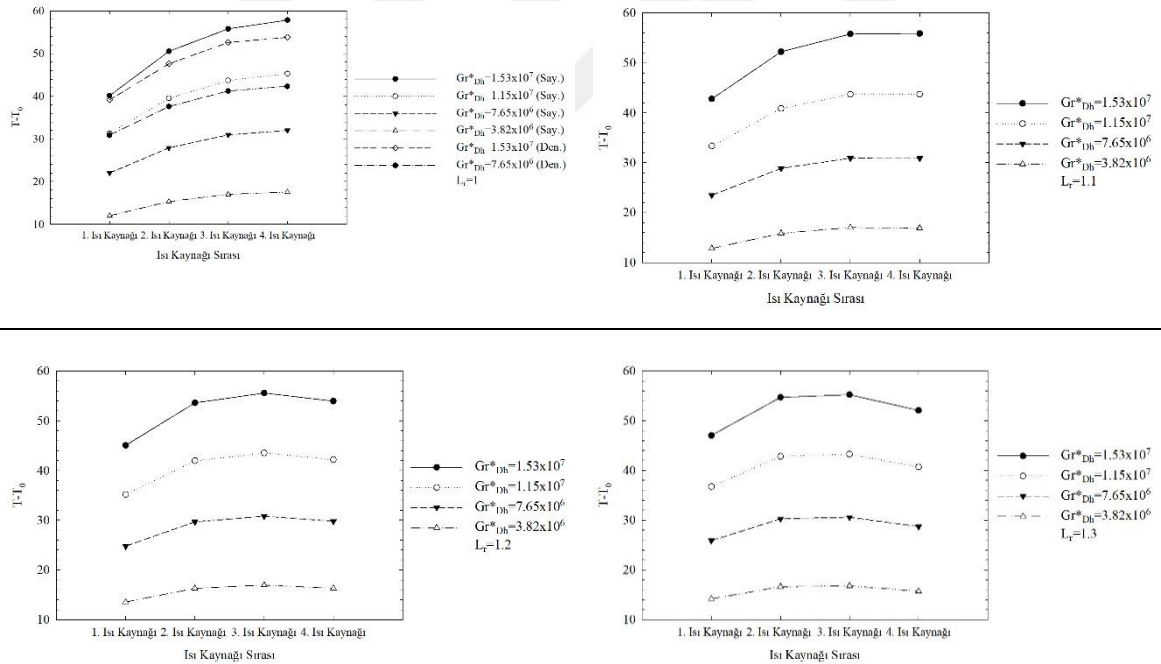 60
50
40
30
20
10
T-T0
1. Isı Kaynağı 2. Isı Kaynağı 3. Isı Kaynağı 4. Isı Kaynağı
Isı Kaynağı Sırası
Gr*Dh=1.53x10^7 (Say.)
Gr*Dh 1.15x10^7 (Say.)
Gr*Dh=7.65x10^6 (Say.)
Gr*Dh=3.82x10^6 (Say.)
Gr*Dh 1.53x10^7 (Den.)
Gr*Dh=7.65x10^6 (Den.)
Lr=1
60
50
40
30
20
10
T-T0
1. Isı Kaynağı 2. Isı Kaynağı 3. Isı Kaynağı 4. Isı Kaynağı
Isı Kaynağı Sırası
Gr*Dh=1.53x10^7
Gr*Dh=1.15x10^7
Gr*Dh=7.65x10^6
Gr*Dh=3.82x10^6
Lr=1.1
60
50
40
30
20
10
T-T0
1. Isı Kaynağı 2. Isı Kaynağı 3. Isı Kaynağı 4. Isı Kaynağı
Isı Kaynağı Sırası
Gr*Dh=1.53x10^7
Gr*Dh=1.15x10^7
Gr*Dh=7.65x10^6
Gr*Dh=3.82x10^6
Lr=1.2
60
50
40
30
20
10
T-T0
1. Isı Kaynağı 2. Isı Kaynağı 3. Isı Kaynağı 4. Isı Kaynağı
Isı Kaynağı Sırası
Gr*Dh=1.53x10^7
Gr*Dh=1.15x10^7
Gr*Dh=7.65x10^6
Gr*Dh=3.82x10^6
Lr=1.3